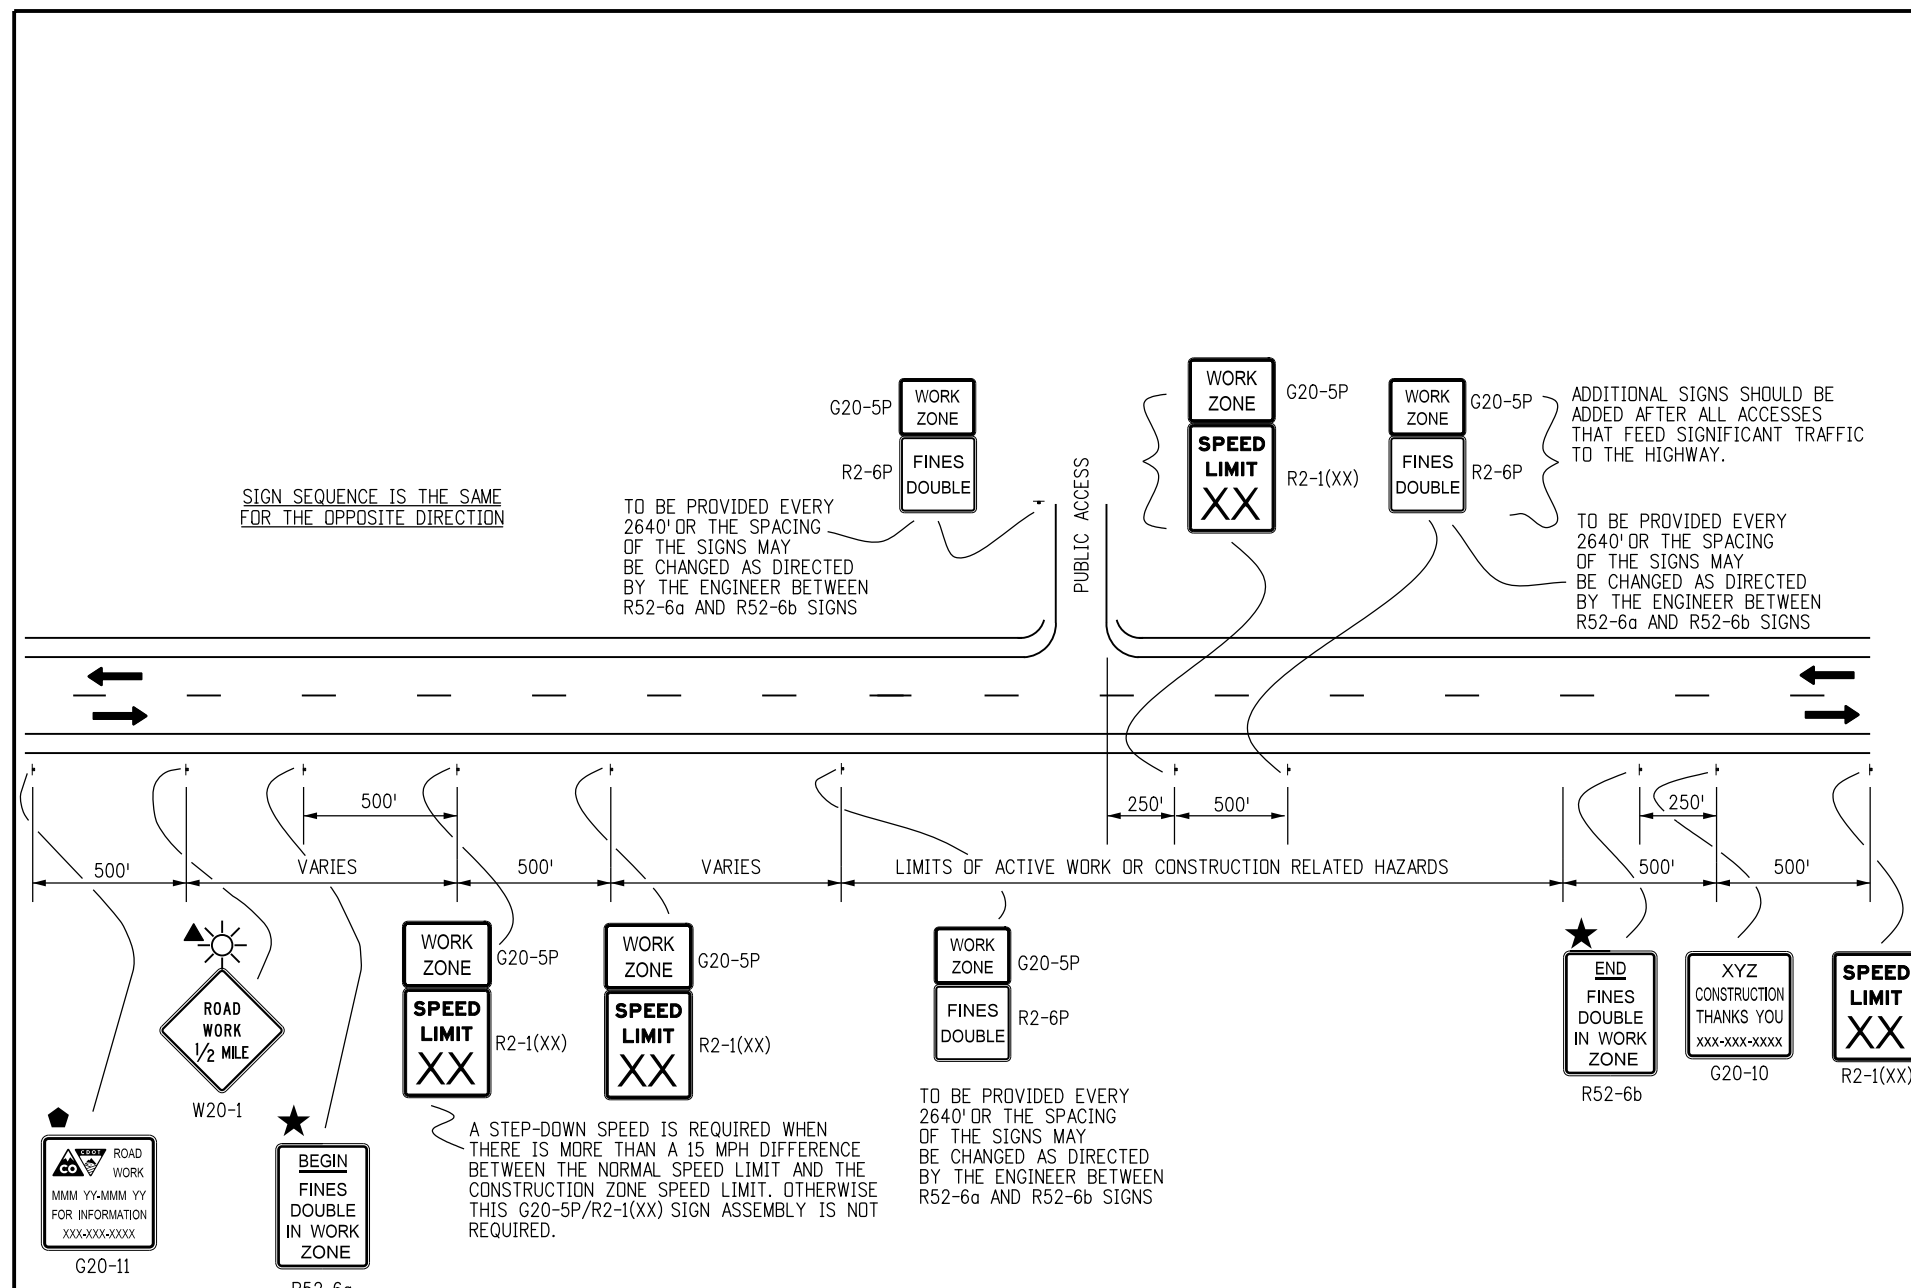 WORK
ZONE
G20-5P
FINES
DOUBLE
R2-6P
WORK
ZONE
G20-5P
SPEED
LIMIT
XX
R2-1(XX)
WORK
ZONE
G20-5P
FINES
DOUBLE
R2-6P
ADDITIONAL SIGNS SHOULD BE
ADDED AFTER ALL ACCESSES
THAT FEED SIGNIFICANT TRAFFIC
TO THE HIGHWAY.
SIGN SEQUENCE IS THE SAME
FOR THE OPPOSITE DIRECTION
TO BE PROVIDED EVERY
2640' OR THE SPACING
OF THE SIGNS MAY
BE CHANGED AS DIRECTED
BY THE ENGINEER BETWEEN
R52-6a AND R52-6b SIGNS
PUBLIC ACCESS
TO BE PROVIDED EVERY
2640' OR THE SPACING
OF THE SIGNS MAY
BE CHANGED AS DIRECTED
BY THE ENGINEER BETWEEN
R52-6a AND R52-6b SIGNS
500'
250'
500'
250'
500'
VARIES
500'
VARIES
LIMITS OF ACTIVE WORK OR CONSTRUCTION RELATED HAZARDS
500'
500'
ROAD
WORK
1/2 MILE
W20-1
WORK
ZONE
G20-5P
SPEED
LIMIT
XX
R2-1(XX)
WORK
ZONE
G20-5P
SPEED
LIMIT
XX
R2-1(XX)
WORK
ZONE
G20-5P
FINES
DOUBLE
R2-6P
END
FINES
DOUBLE
IN WORK
ZONE
R52-6b
XYZ
CONSTRUCTION
THANKS YOU
XXX-XXX-XXXX
G20-10
SPEED
LIMIT
XX
R2-1(XX)
CO
CDOT
ROAD
WORK
MMM YY-MMM YY
FOR INFORMATION
XXX-XXX-XXXX
G20-11
BEGIN
FINES
DOUBLE
IN WORK
ZONE
R52-6a
A STEP-DOWN SPEED IS REQUIRED WHEN
THERE IS MORE THAN A 15 MPH DIFFERENCE
BETWEEN THE NORMAL SPEED LIMIT AND THE
CONSTRUCTION ZONE SPEED LIMIT. OTHERWISE
THIS G20-5P/R2-1(XX) SIGN ASSEMBLY IS NOT
REQUIRED.
TO BE PROVIDED EVERY
2640' OR THE SPACING
OF THE SIGNS MAY
BE CHANGED AS DIRECTED
BY THE ENGINEER BETWEEN
R52-6a AND R52-6b SIGNS